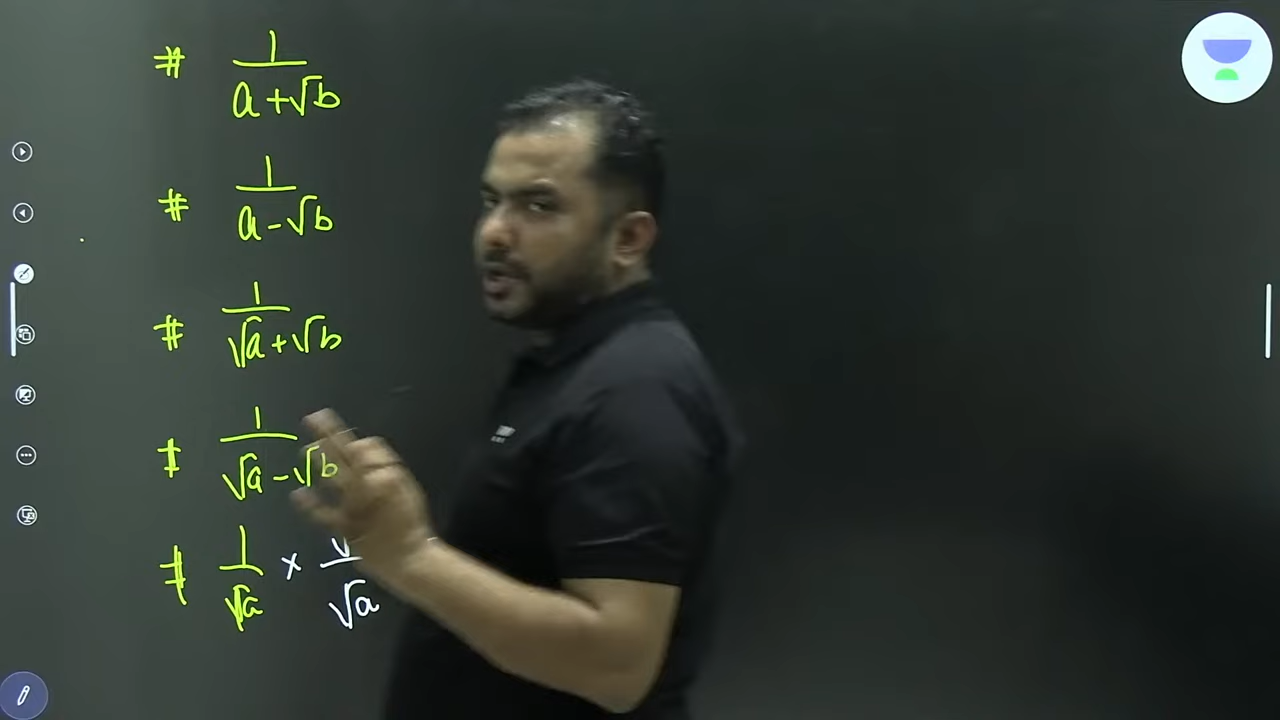 # 1/(a+√b)
# 1/(a-√b)
# 1/(√a+√b)
# 1/(√a-√b)
# 1/√a × √/√a